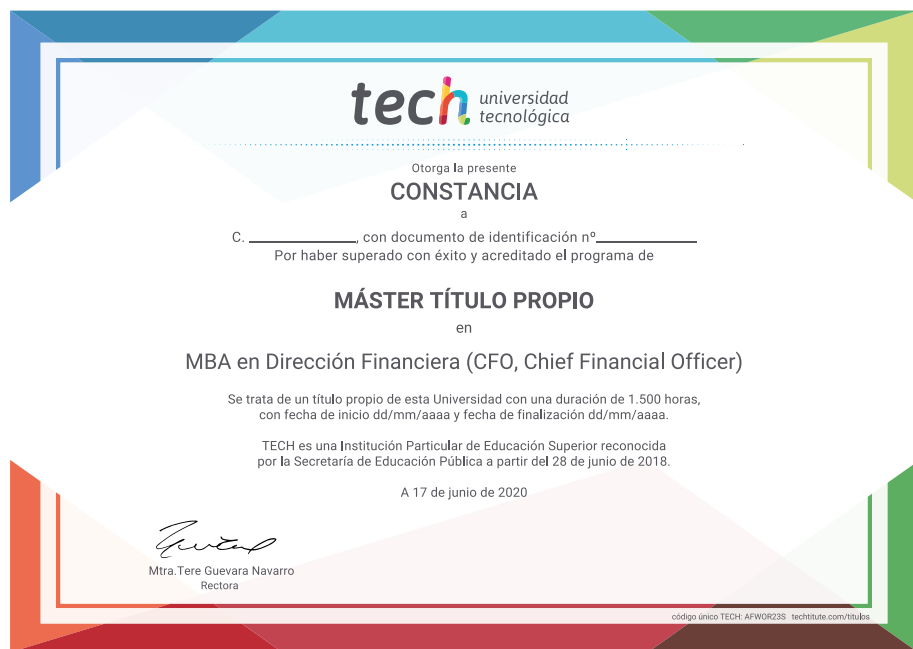 tech universidad
tecnológica
Otorga la presente
CONSTANCIA
a
C. ____________, con documento de identificación nº____________
Por haber superado con éxito y acreditado el programa de
MÁSTER TÍTULO PROPIO
en
MBA en Dirección Financiera (CFO, Chief Financial Officer)
Se trata de un título propio de esta Universidad con una duración de 1.500 horas,
con fecha de inicio dd/mm/aaaa y fecha de finalización dd/mm/aaaa.
TECH es una Institución Particular de Educación Superior reconocida
por la Secretaría de Educación Pública a partir del 28 de junio de 2018.
A 17 de junio de 2020
Mtra.Tere Guevara Navarro
Rectora
código único TECH: AFWOR23S techtitute.com/titulos